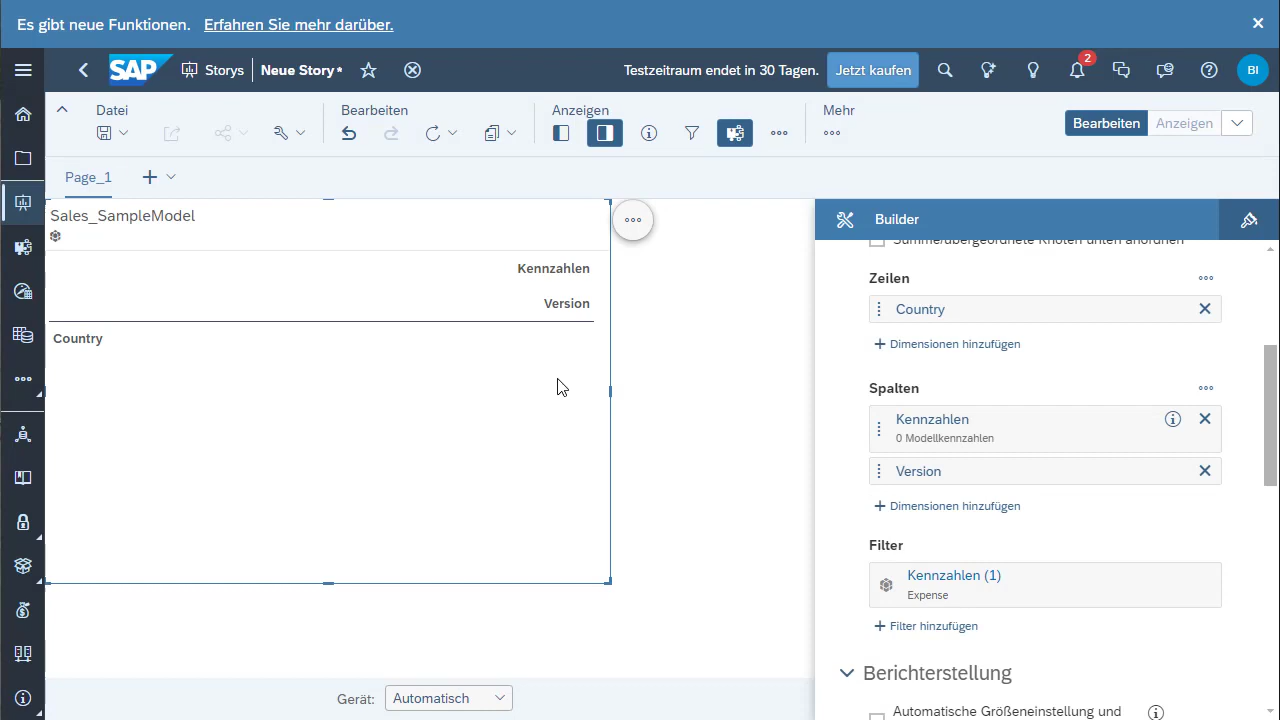 Es gibt neue Funktionen. Erfahren Sie mehr darüber.
SAP Storys Neue Story* Testzeitraum endet in 30 Tagen. Jetzt kaufen 2 BI
Datei Bearbeiten Anzeigen Mehr
Bearbeiten Anzeigen
Page_1
Sales_SampleModel
Kennzahlen
Version
Country
Gerät: Automatisch
Builder
Summe/übergeordnete Knoten unten anordnen
Zeilen
Country
Dimensionen hinzufügen
Spalten
Kennzahlen
0 Modellkennzahlen
Version
Dimensionen hinzufügen
Filter
Kennzahlen (1)
Expense
Filter hinzufügen
Berichterstellung
Automatische Größeneinstellung und